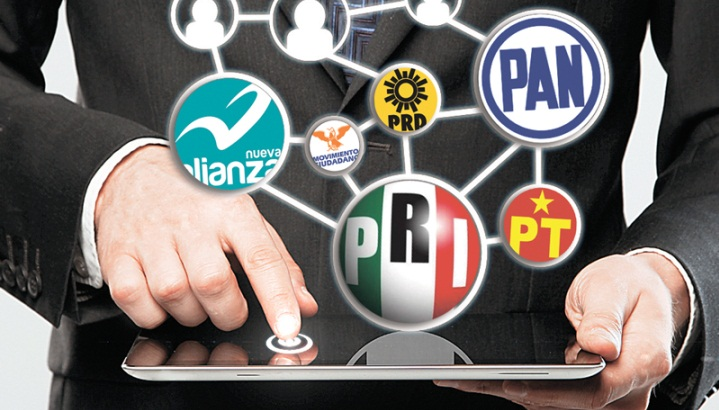 PAN
PRD
nueva
alianza
MOVIMIENTO
CIUDADANO
PRI
PT